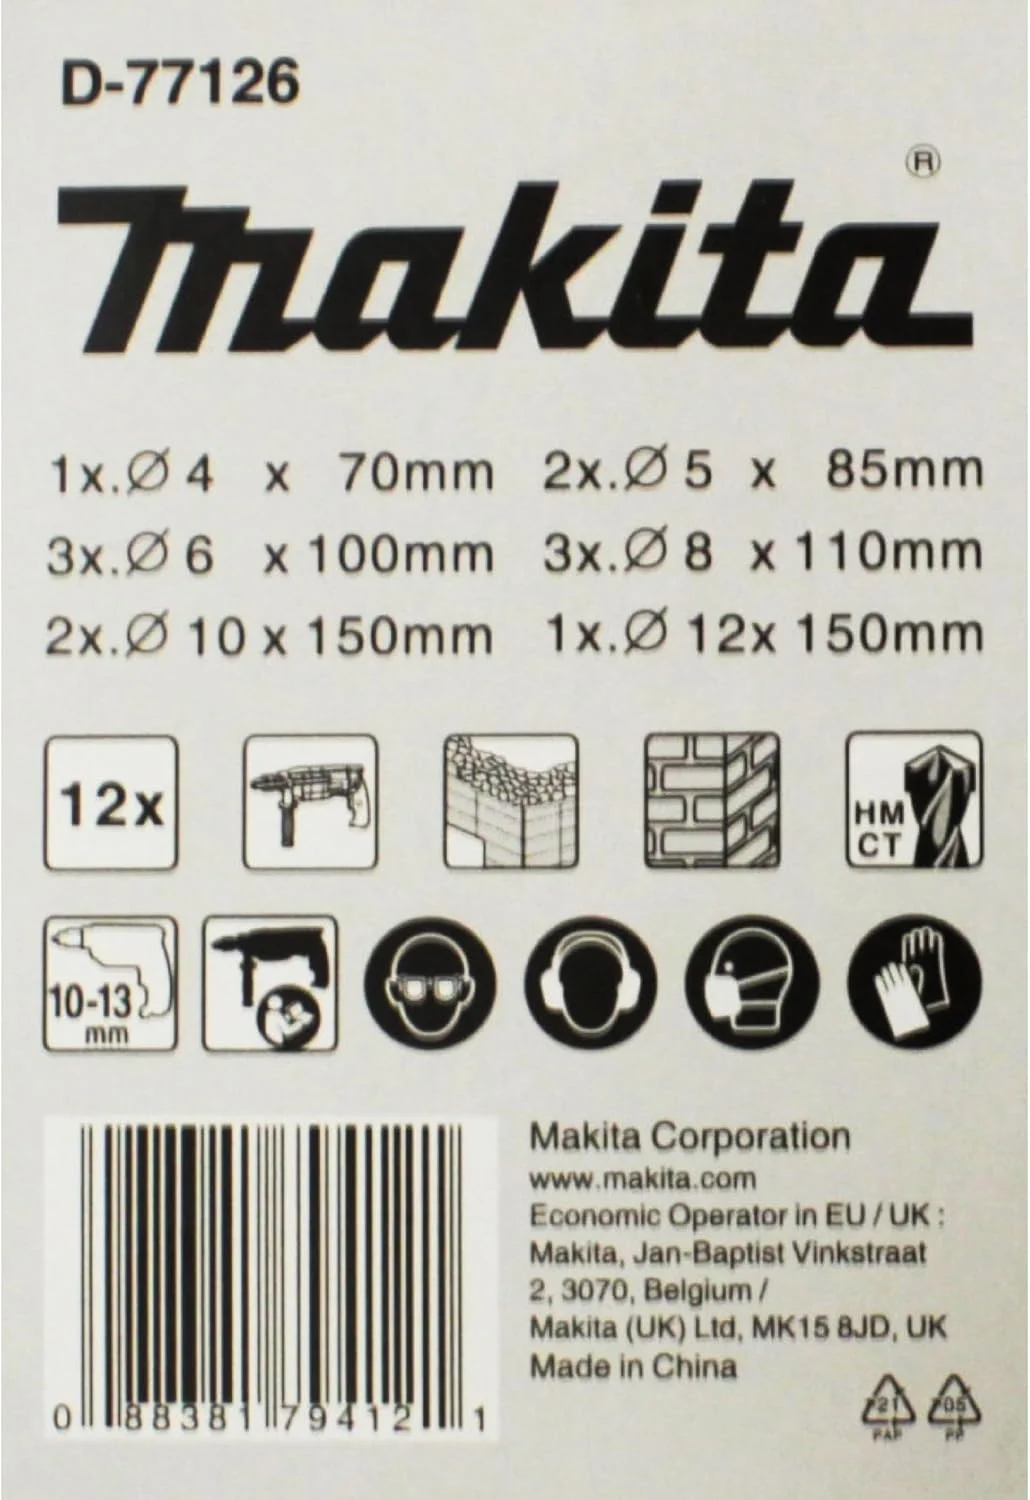 D-77126
makita®
1x.Ø 4 x 70mm 2x.Ø 5 x 85mm
3x.Ø 6 x 100mm 3x.Ø 8 x 110mm
2x.Ø 10 x 150mm 1x.Ø 12x 150mm
12x
HM
CT
10-13
mm
Makita Corporation
www.makita.com
Economic Operator in EU / UK :
Makita, Jan-Baptist Vinkstraat
2, 3070, Belgium /
Makita (UK) Ltd, MK15 8JD, UK
Made in China
0 88381 79412 1
21 05
PAP PP